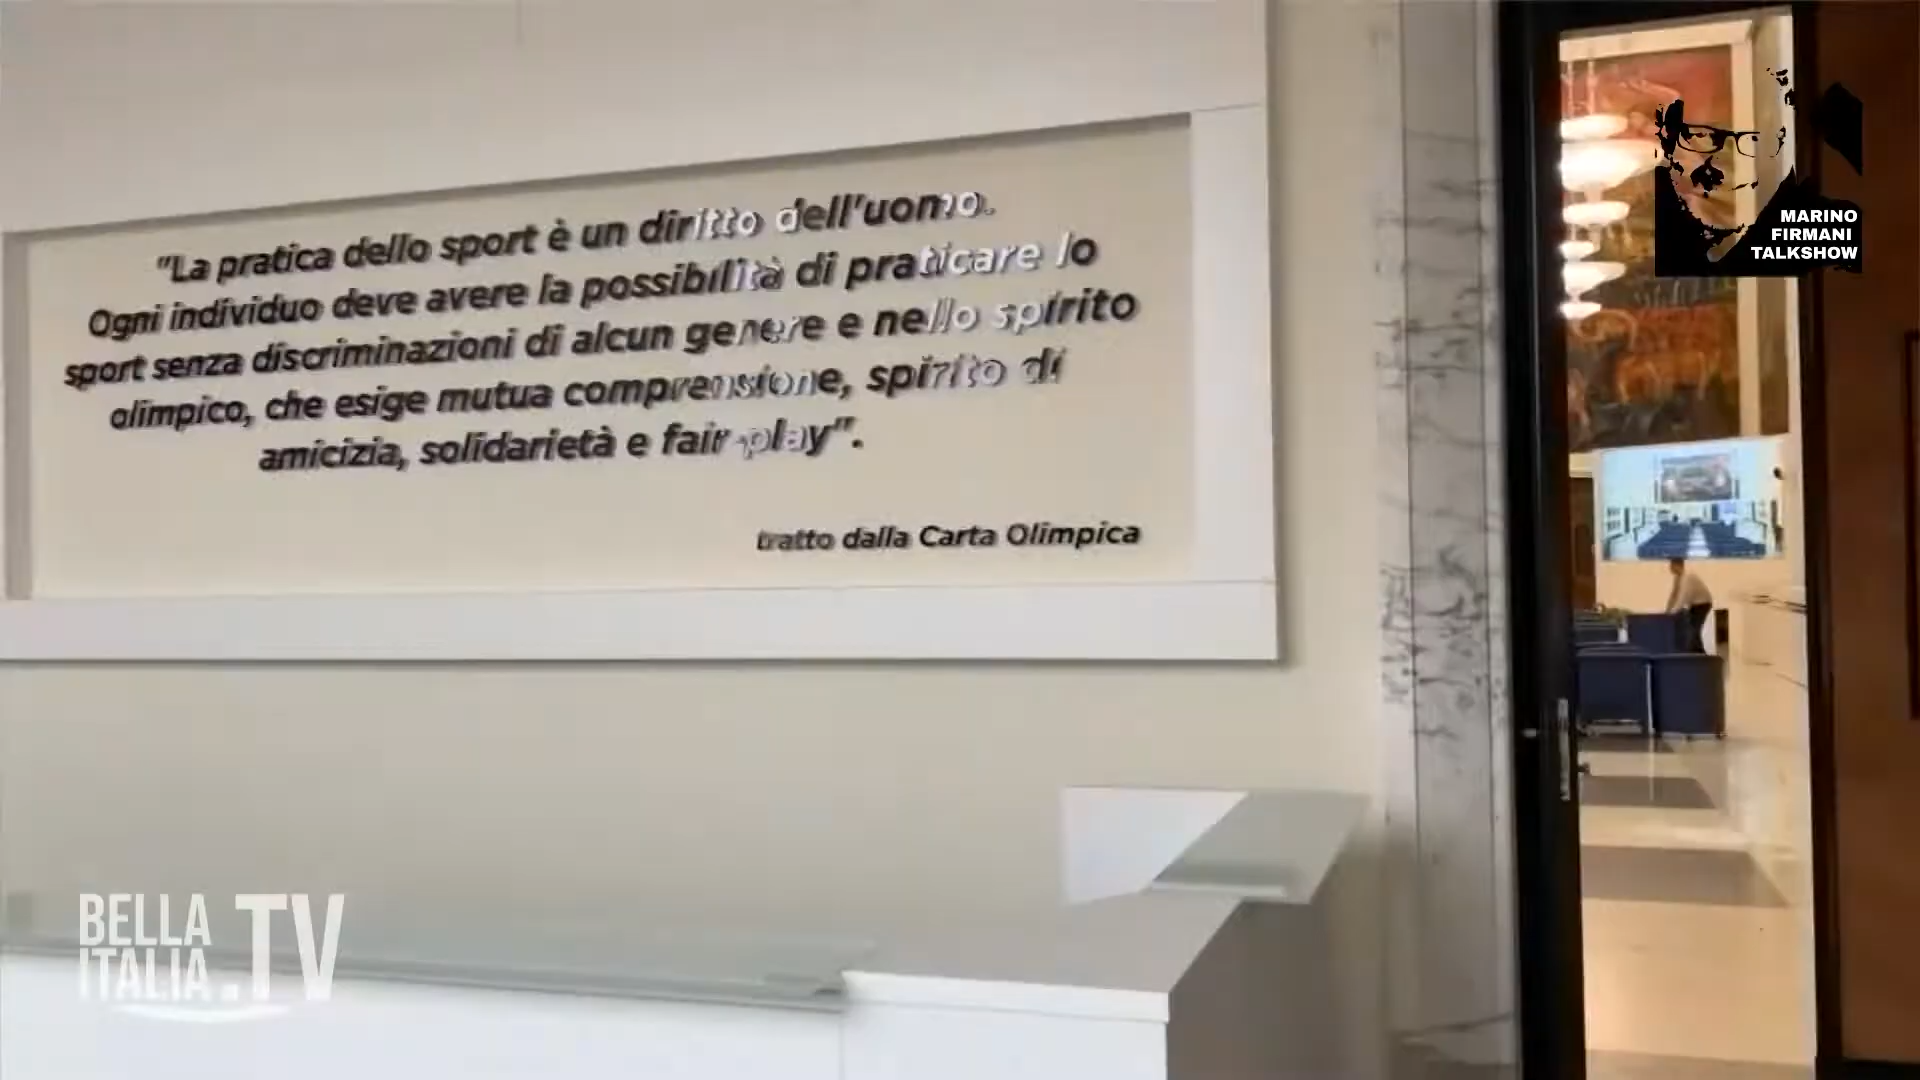 "La pratica dello sport è un diritto dell'uomo.
Ogni individuo deve avere la possibilità di praticare lo
sport senza discriminazioni di alcun genere e nello spirito
olimpico, che esige mutua comprensione, spirito di
amicizia, solidarietà e fair-play".
tratto dalla Carta Olimpica
MARINO
FIRMANI
TALKSHOW
BELLA
ITALIA.TV